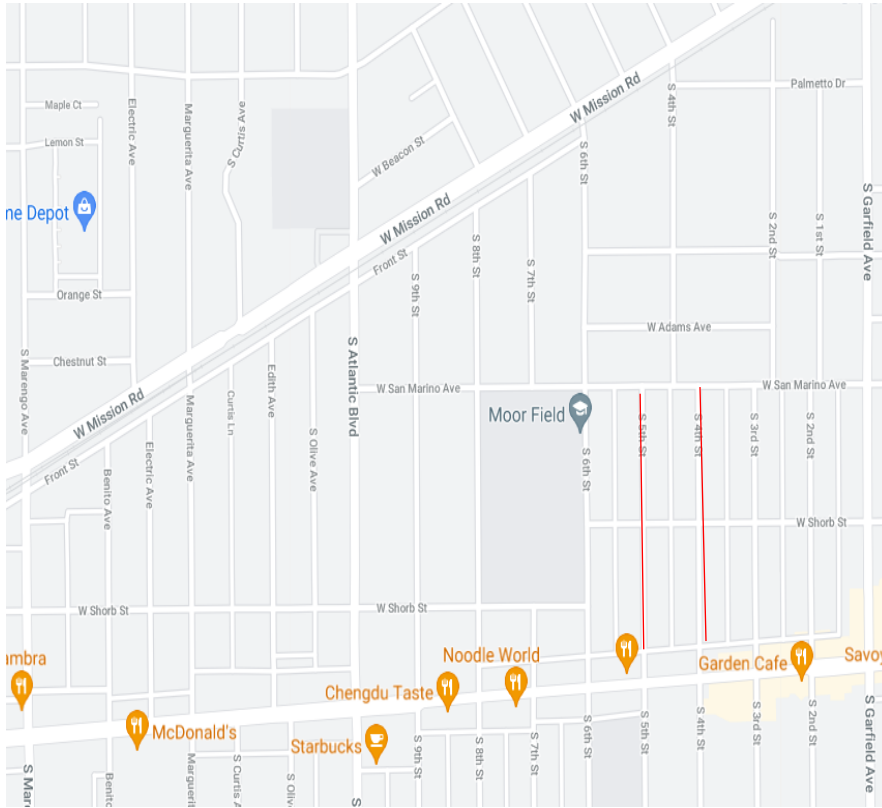 W Mission Rd
S 4th St
Palmetto Dr
Maple Ct
Electric Ave
Marguerita Ave
S Curtis Ave
Lemon St
W Beacon St
S 6th St
S Garfield Ave
me Depot
W Mission Rd
Front St
S 8th St
S 7th St
S 2nd St
S 1st St
S 9th St
Orange St
W Adams Ave
S Marengo Ave
Chestnut St
S Atlantic Blvd
W San Marino Ave
W San Marino Ave
W Mission Rd
Marguerita Ave
Curtis Ln
Edith Ave
S Olive Ave
Moor Field
S 6th St
S 5th St
S 4th St
S 3rd St
S 2nd St
Front St
Benito Ave
Electric Ave
W Shorb St
W Shorb St
W Shorb St
ambra
Noodle World
Garden Cafe
Savoy
Chengdu Taste
McDonald's
Starbucks
S Mar
Benito
Marguerit
S Curtis A
S Oliv
S
S 9th St
S 8th St
S 7th St
S 6th St
S 5th St
S 4th St
S 3rd St
S 2nd St
S Garfield Ave